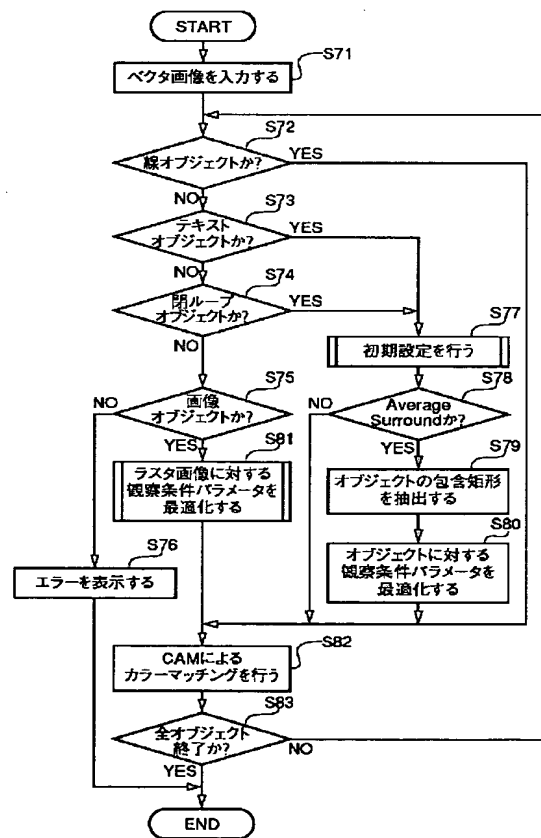 START
S71
ベクタ画像を入力する
S72
線オブジェクトか?
YES
NO
S73
テキスト
オブジェクトか?
YES
NO
S74
閉ループ
オブジェクトか?
YES
NO
S77
初期設定を行う
S75
画像
オブジェクトか?
NO
YES
S78
Average
Surroundか?
NO
YES
S81
ラスタ画像に対する
観察条件パラメータを
最適化する
S79
オブジェクトの包含矩形
を抽出する
S76
エラーを表示する
S80
オブジェクトに対する
観察条件パラメータを
最適化する
S82
CAMによる
カラーマッチングを行う
S83
全オブジェクト
終了か?
NO
YES
END